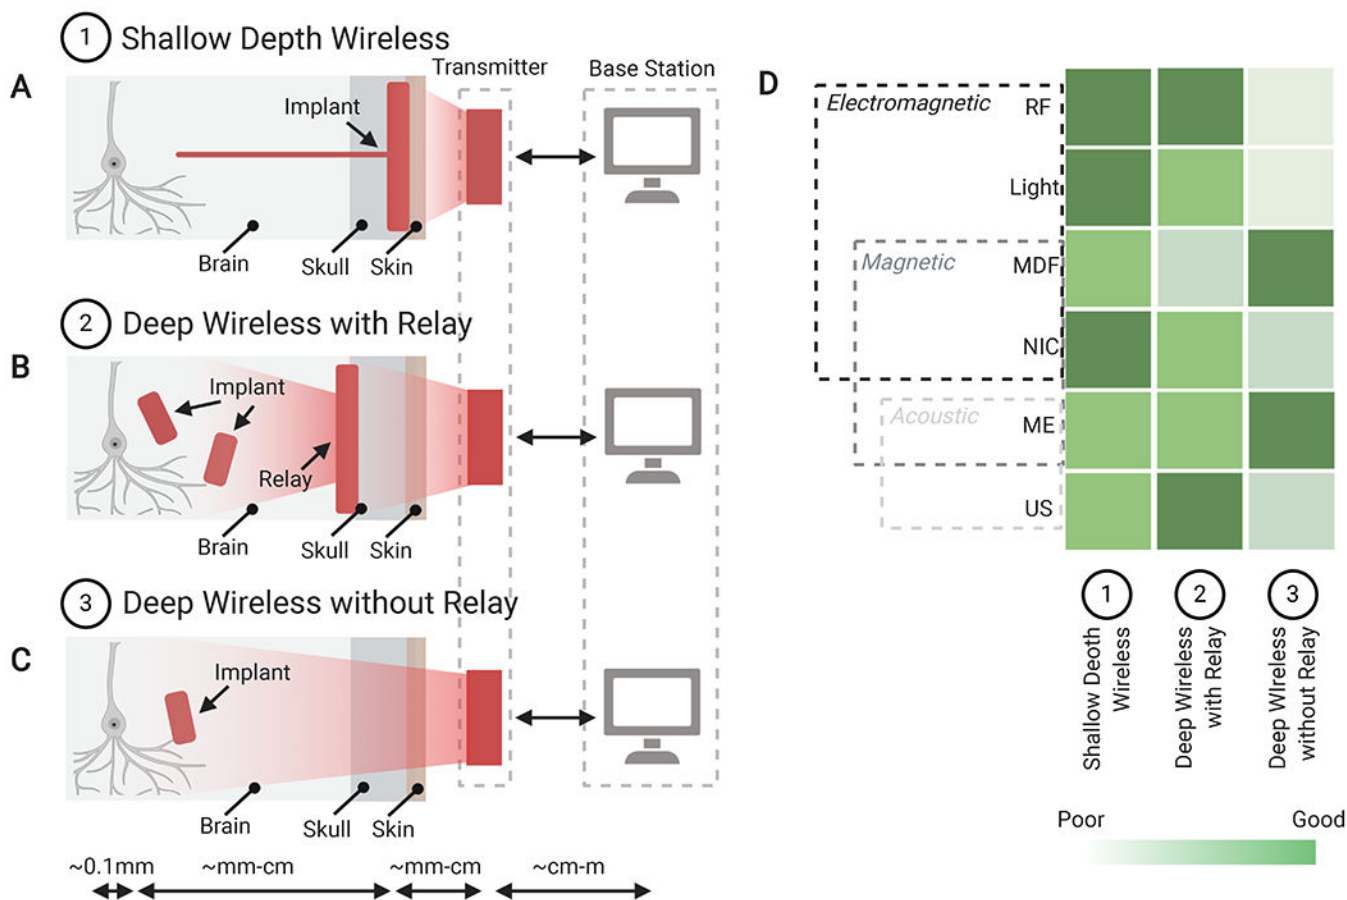 1 Shallow Depth Wireless
A
Transmitter
Base Station
Implant
Brain
Skull
Skin
2 Deep Wireless with Relay
B
Implant
Relay
Brain
Skull
Skin
3 Deep Wireless without Relay
C
Implant
Brain
Skull
Skin
~0.1mm
~mm-cm
~mm-cm
~cm-m
D
Electromagnetic
RF
Light
Magnetic
MDF
NIC
Acoustic
ME
US
1
2
3
Shallow Deoth
Wireless
Deep Wireless
with Relay
Deep WIreless
without Relay
Poor
Good